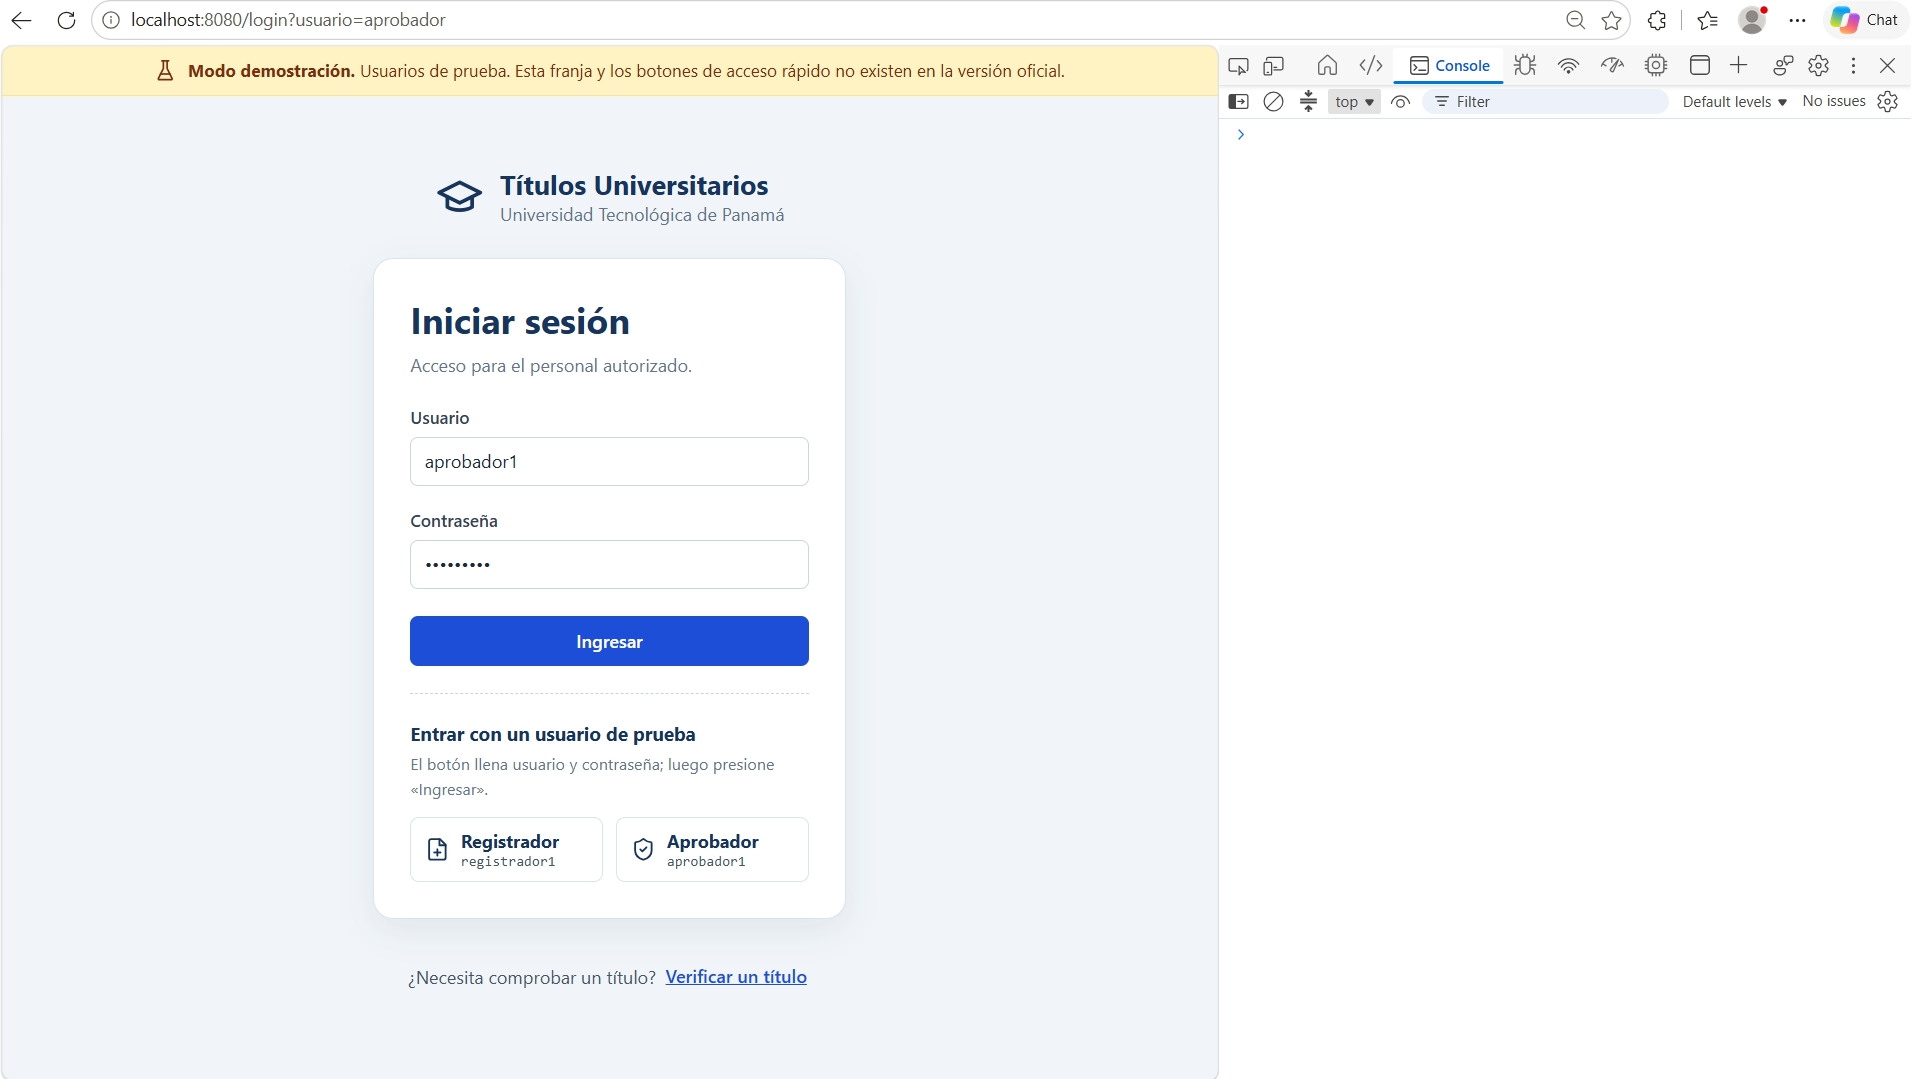 localhost:8080/login?usuario=aprobador
Chat
Modo demostración. Usuarios de prueba. Esta franja y los botones de acceso rápido no existen en la versión oficial.
Console
top
Filter
Default levels
No issues
Títulos Universitarios
Universidad Tecnológica de Panamá
Iniciar sesión
Acceso para el personal autorizado.
Usuario
aprobador1
Contraseña
•••••••••
Ingresar
Entrar con un usuario de prueba
El botón llena usuario y contraseña; luego presione
«Ingresar».
Registrador
registrador1
Aprobador
aprobador1
¿Necesita comprobar un título? Verificar un título